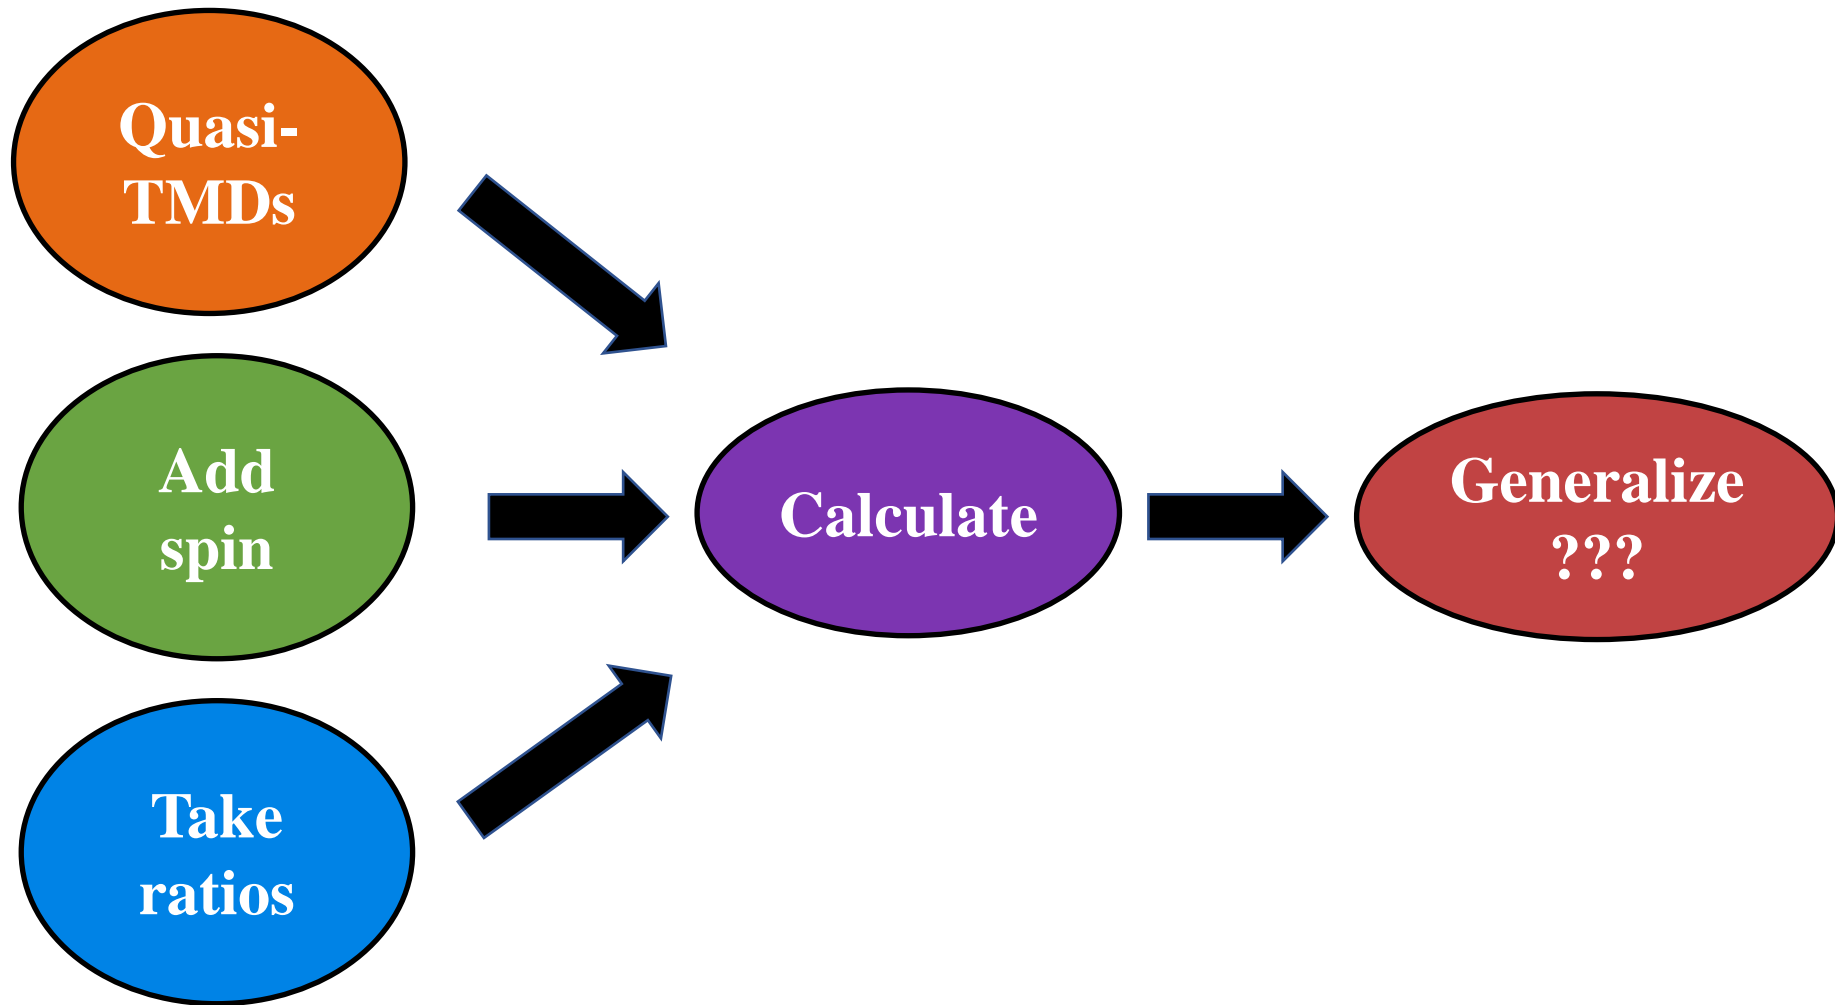 Quasi-
TMDs
Add
spin
Take
ratios
Calculate
Generalize
???